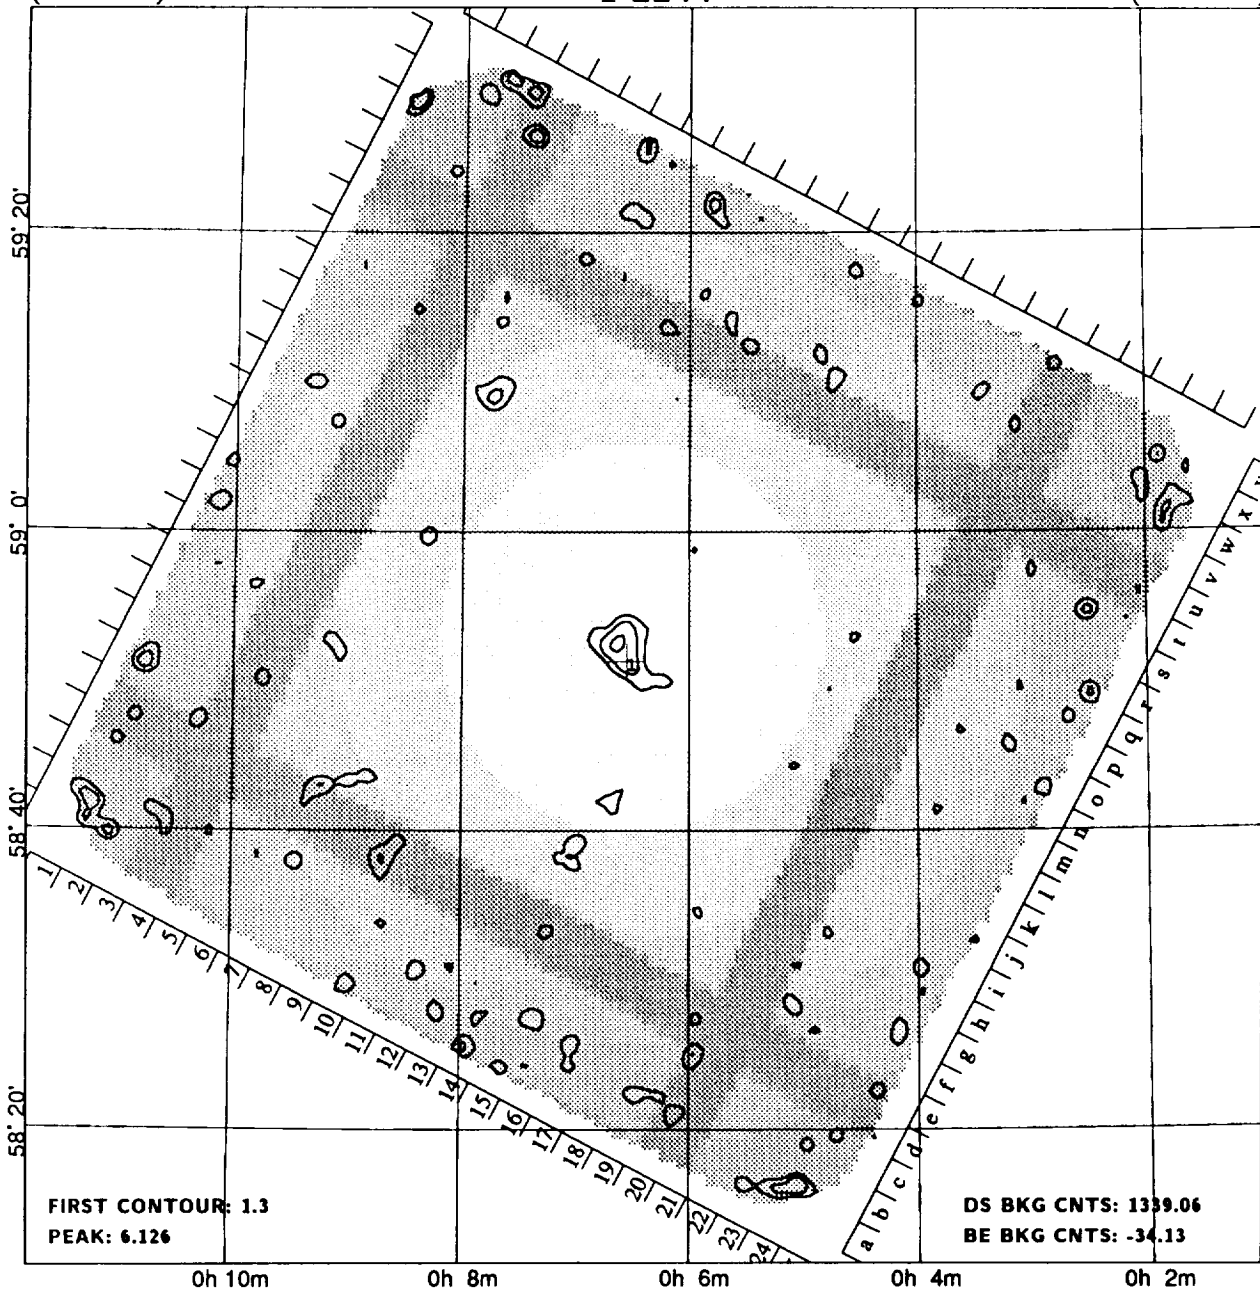 59° 20'
59° 0'
58° 40'
58° 20'
1 2 3 4 5 6 7 8 9 10 11 12 13 14 15 16 17 18 19 20 21 22 23 24
a b c d e f g h i j k l m n o p q r s t u v w x
1
FIRST CONTOUR: 1.3
PEAK: 6.126
DS BKG CNTS: 1339.06
BE BKG CNTS: -34.13
0h 10m 0h 8m 0h 6m 0h 4m 0h 2m